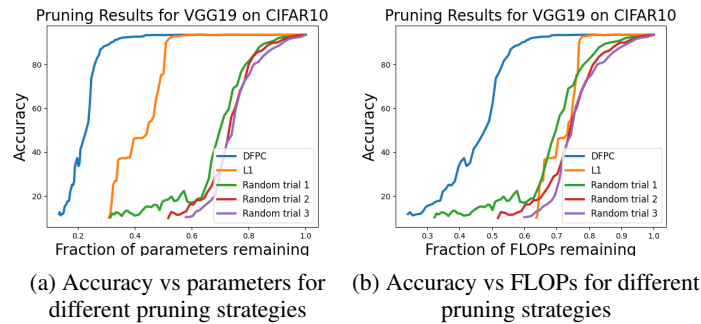 Pruning Results for VGG19 on CIFAR10
Accuracy
80
60
40
20
0.2
0.4
0.6
0.8
1.0
DFPC
L1
Random trial 1
Random trial 2
Random trial 3
Fraction of parameters remaining
(a) Accuracy vs parameters for
different pruning strategies
Pruning Results for VGG19 on CIFAR10
Accuracy
80
60
40
20
0.3
0.4
0.5
0.6
0.7
0.8
0.9
1.0
DFPC
L1
Random trial 1
Random trial 2
Random trial 3
Fraction of FLOPs remaining
(b) Accuracy vs FLOPs for different
pruning strategies